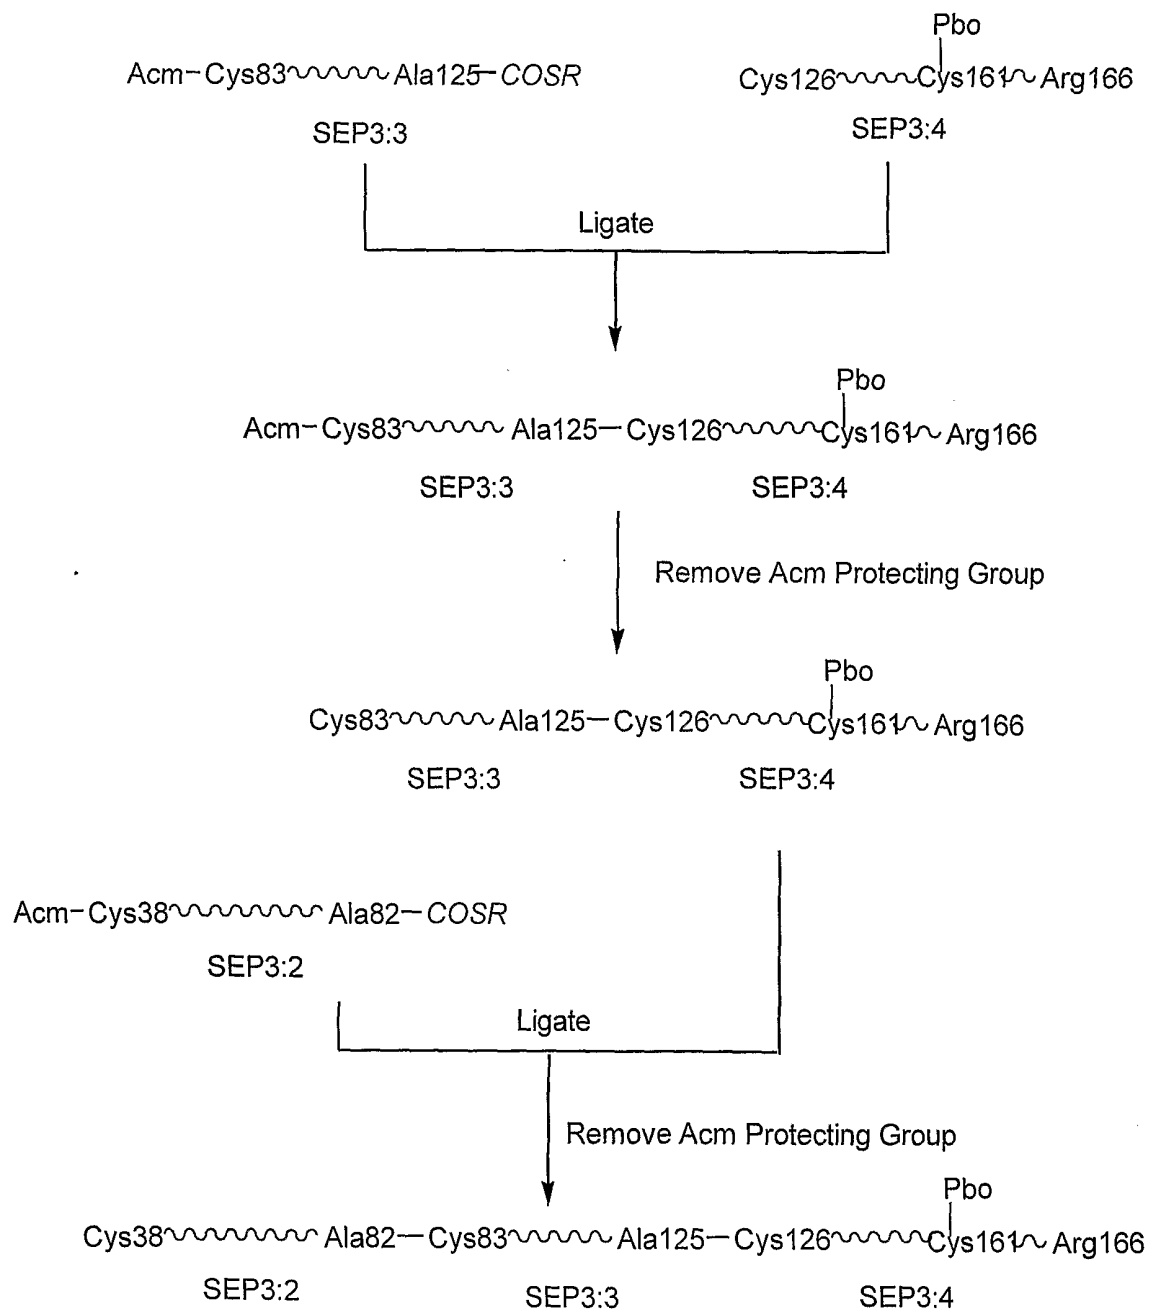 Pbo
Acm-Cys83 Ala125-COSR
Cys126 Cys161 Arg166
SEP3:3
SEP3:4
Ligate
Pbo
Acm-Cys83 Ala125-Cys126 Cys161 Arg166
SEP3:3
SEP3:4
Remove Acm Protecting Group
Pbo
Cys83 Ala125-Cys126 Cys161 Arg166
SEP3:3
SEP3:4
Acm-Cys38 Ala82-COSR
SEP3:2
Ligate
Remove Acm Protecting Group
Pbo
Cys38 Ala82-Cys83 Ala125-Cys126 Cys161 Arg166
SEP3:2
SEP3:3
SEP3:4